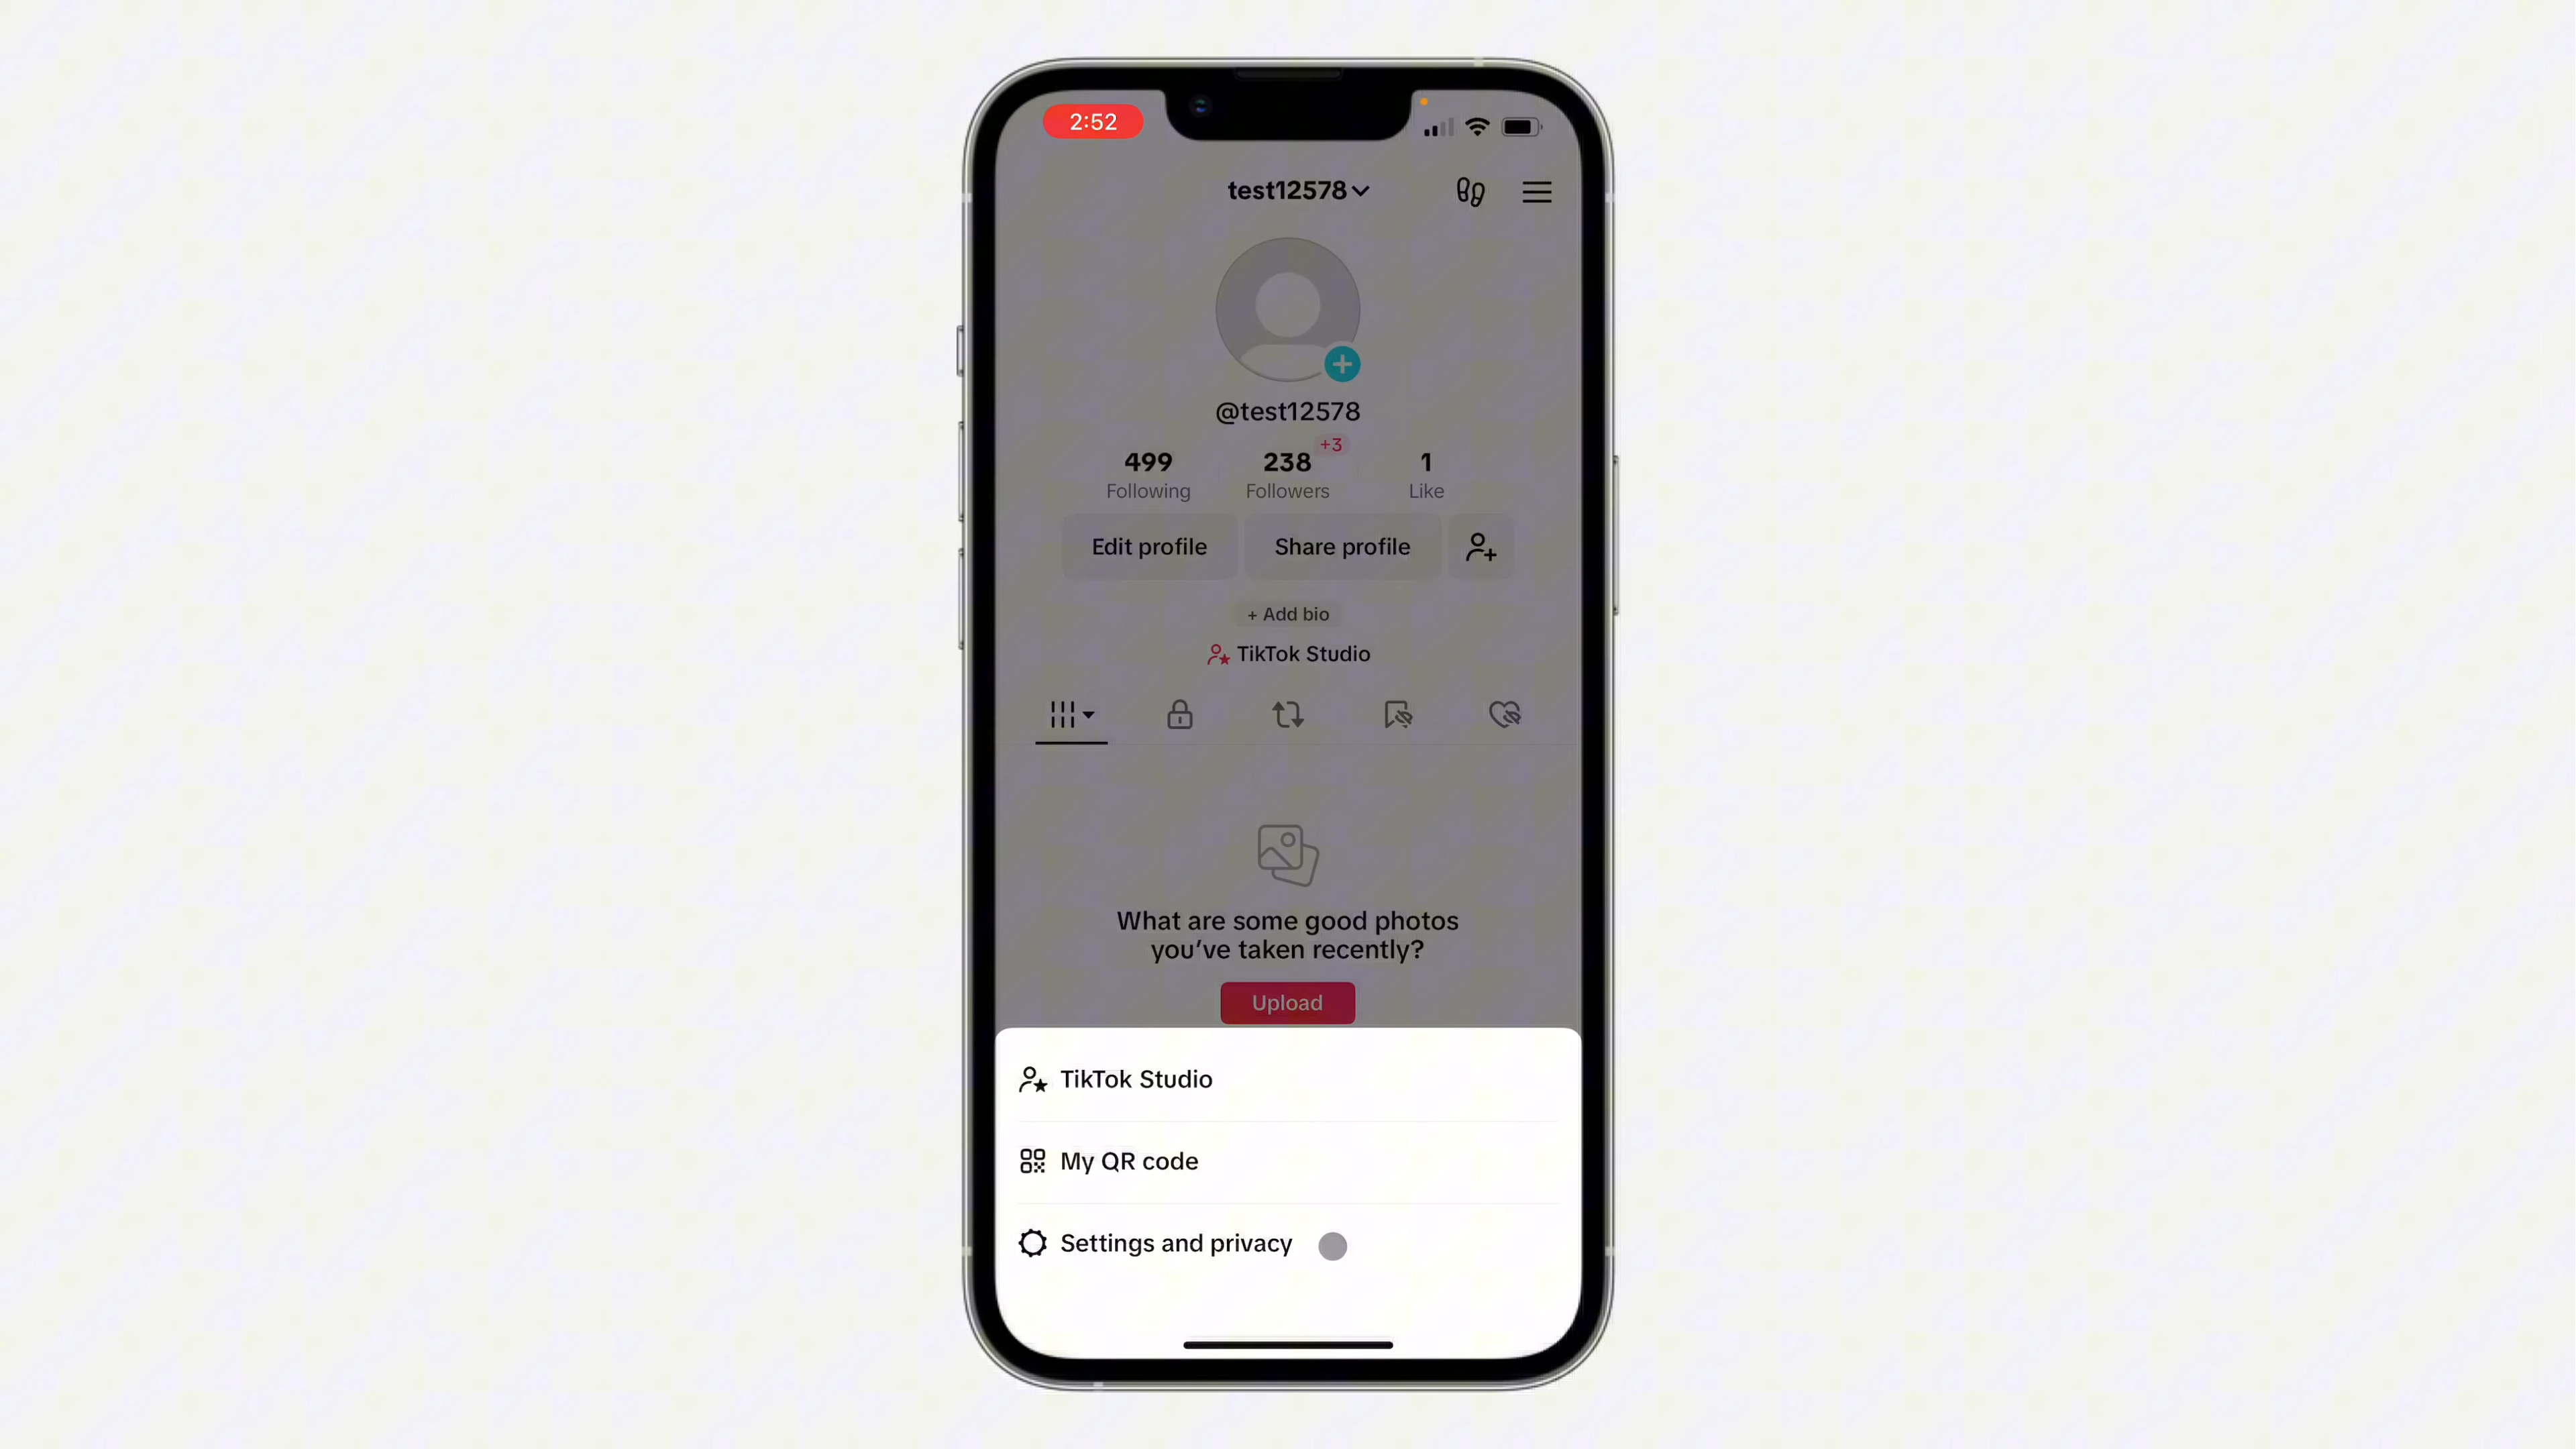 2:52
test12578
@test12578
+3
499 238 1
Following Followers Like
Edit profile Share profile
+ Add bio
TikTok Studio
What are some good photos
you've taken recently?
Upload
TikTok Studio
My QR code
Settings and privacy